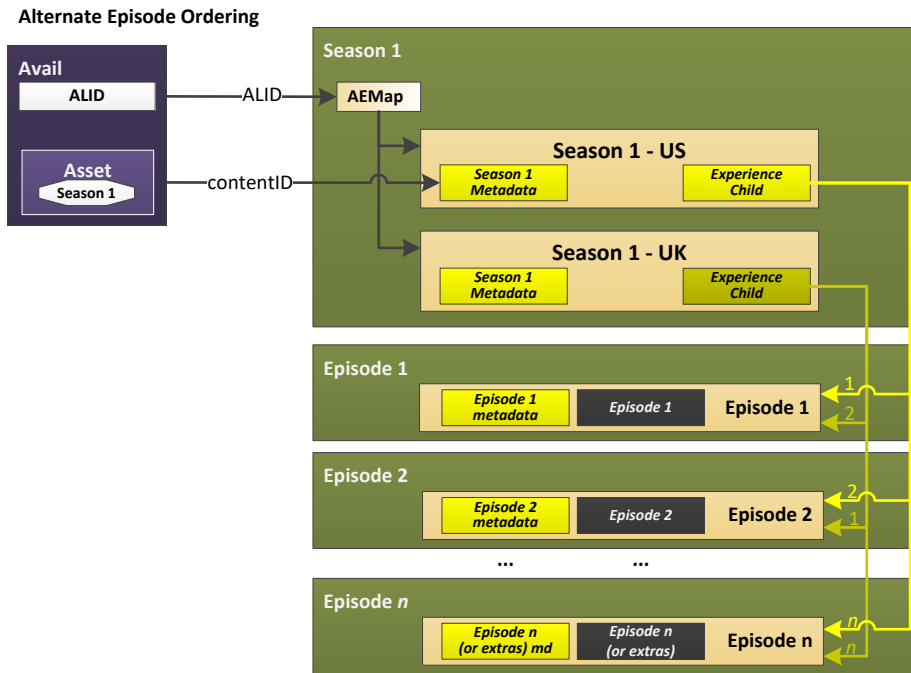 Alternate Episode Ordering
Avail
ALID
Asset
Season 1
ALID
contentID
Season 1
AEMap
Season 1 - US
Season 1
Metadata
Experience
Child
Season 1 - UK
Season 1
Metadata
Experience
Child
Episode 1
Episode 1
metadata
Episode 1
Episode 1
1
2
Episode 2
Episode 2
metadata
Episode 2
Episode 2
2
1
...
...
Episode n
Episode n
(or extras) md
Episode n
(or extras)
Episode n
n
n